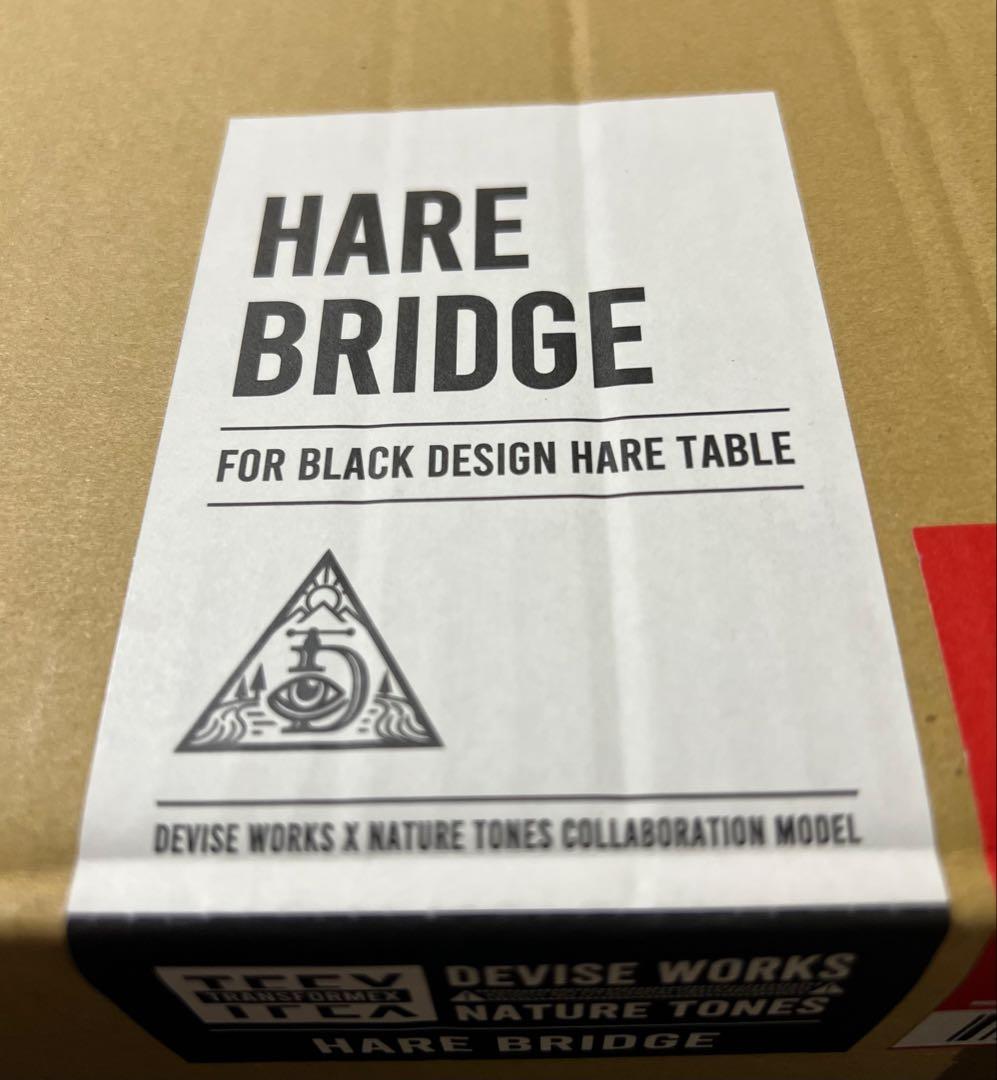 HARE
BRIDGE
FOR BLACK DESIGN HARE TABLE
DEVISE WORKS X NATURE TONES COLLABORATION MODEL
TRANSFORMEX
DEVISE WORKS
NATURE TONES
HARE BRIDGE